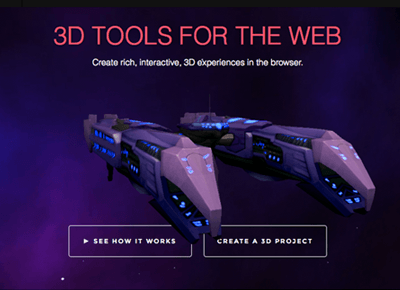 3D TOOLS FOR THE WEB
Create rich, interactive, 3D experiences in the browser.
▶ SEE HOW IT WORKS
CREATE A 3D PROJECT